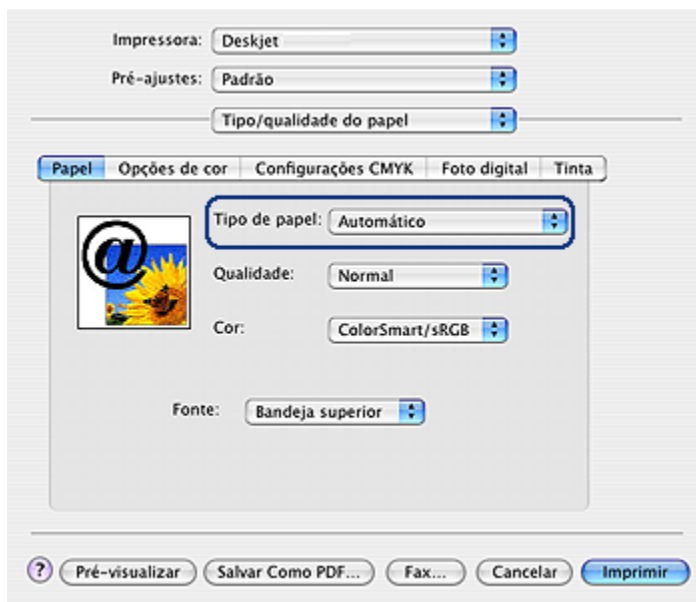 Impressora: Deskjet
Pré-ajustes: Padrão
Tipo/qualidade do papel
Papel Opções de cor Configurações CMYK Foto digital Tinta
Tipo de papel: Automático
@
Qualidade: Normal
Cor: ColorSmart/sRGB
Fonte: Bandeja superior
? Pré-visualizar Salvar Como PDF... Fax... Cancelar Imprimir